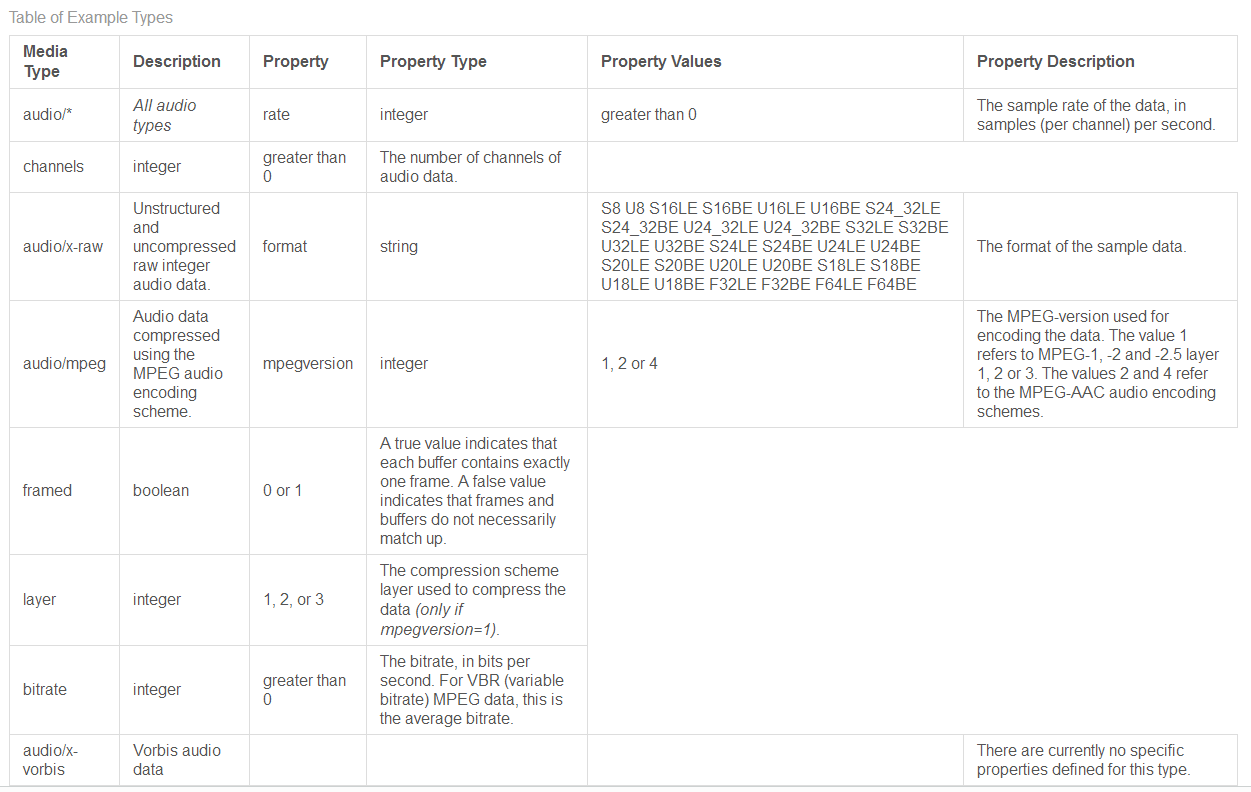 Table of Example Types
Media
Type
Description
Property
Property Type
Property Values
Property Description
audio/*
All audio
types
rate
integer
greater than 0
The sample rate of the data, in
samples (per channel) per second.
channels
integer
greater than
0
The number of channels of
audio data.
audio/x-raw
Unstructured
and
uncompressed
raw integer
audio data.
format
string
S8 U8 S16LE S16BE U16LE U16BE S24_32LE
S24_32BE U24_32LE U24_32BE S32LE S32BE
U32LE U32BE S24LE S24BE U24LE U24BE
S20LE S20BE U20LE U20BE S18LE S18BE
U18LE U18BE F32LE F32BE F64LE F64BE
The format of the sample data.
audio/mpeg
Audio data
compressed
using the
MPEG audio
encoding
scheme.
mpegversion
integer
1, 2 or 4
The MPEG-version used for
encoding the data. The value 1
refers to MPEG-1, -2 and -2.5 layer
1, 2 or 3. The values 2 and 4 refer
to the MPEG-AAC audio encoding
schemes.
framed
boolean
0 or 1
A true value indicates that
each buffer contains exactly
one frame. A false value
indicates that frames and
buffers do not necessarily
match up.
layer
integer
1, 2, or 3
The compression scheme
layer used to compress the
data (only if
mpegversion=1).
bitrate
integer
greater than
0
The bitrate, in bits per
second. For VBR (variable
bitrate) MPEG data, this is
the average bitrate.
audio/x-
vorbis
Vorbis audio
data
There are currently no specific
properties defined for this type.